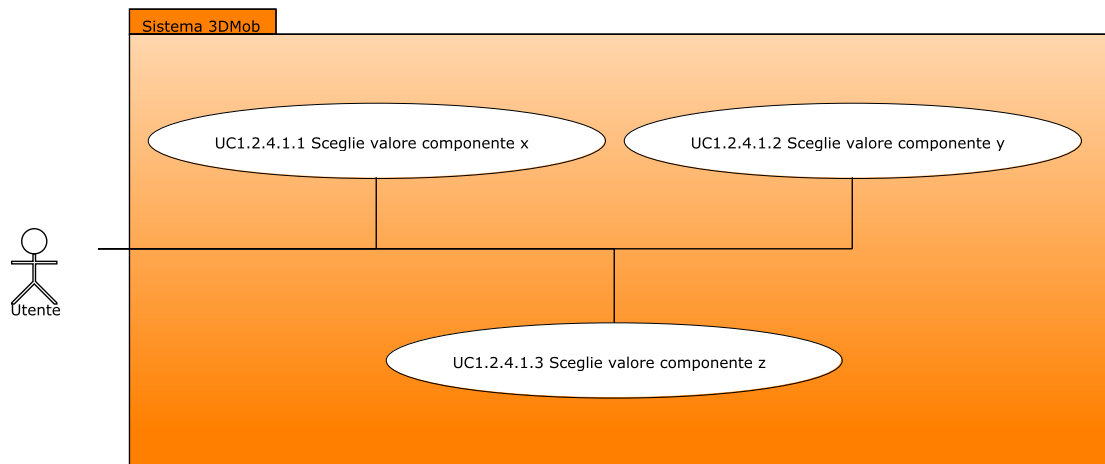 Sistema 3DMob
UC1.2.4.1.1 Sceglie valore componente x
UC1.2.4.1.2 Sceglie valore componente y
Utente
UC1.2.4.1.3 Sceglie valore componente z